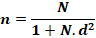 n = N / 1 + N.d²